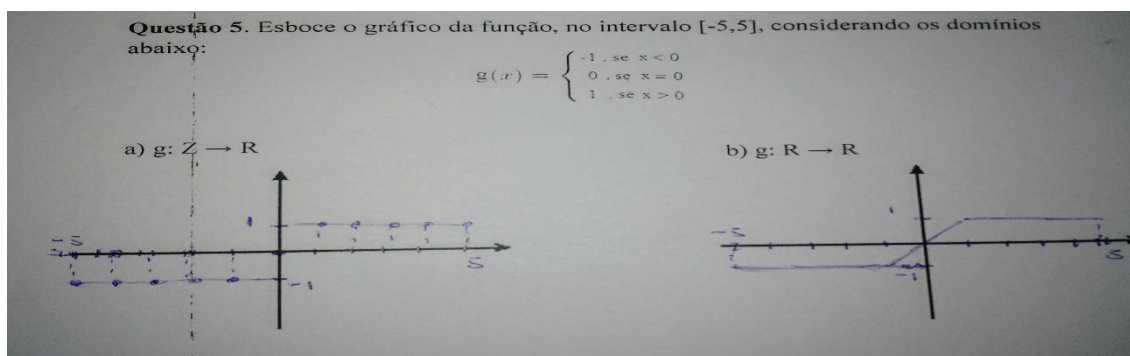 Questão 5. Esboce o gráfico da função, no intervalo [-5,5], considerando os domínios
abaixo:
g(x) = { -1 , se x < 0
0 , se x = 0
1 , se x > 0
a) g: Z → R
b) g: R → R
1
-5
5
-1
1
-5
5
-1